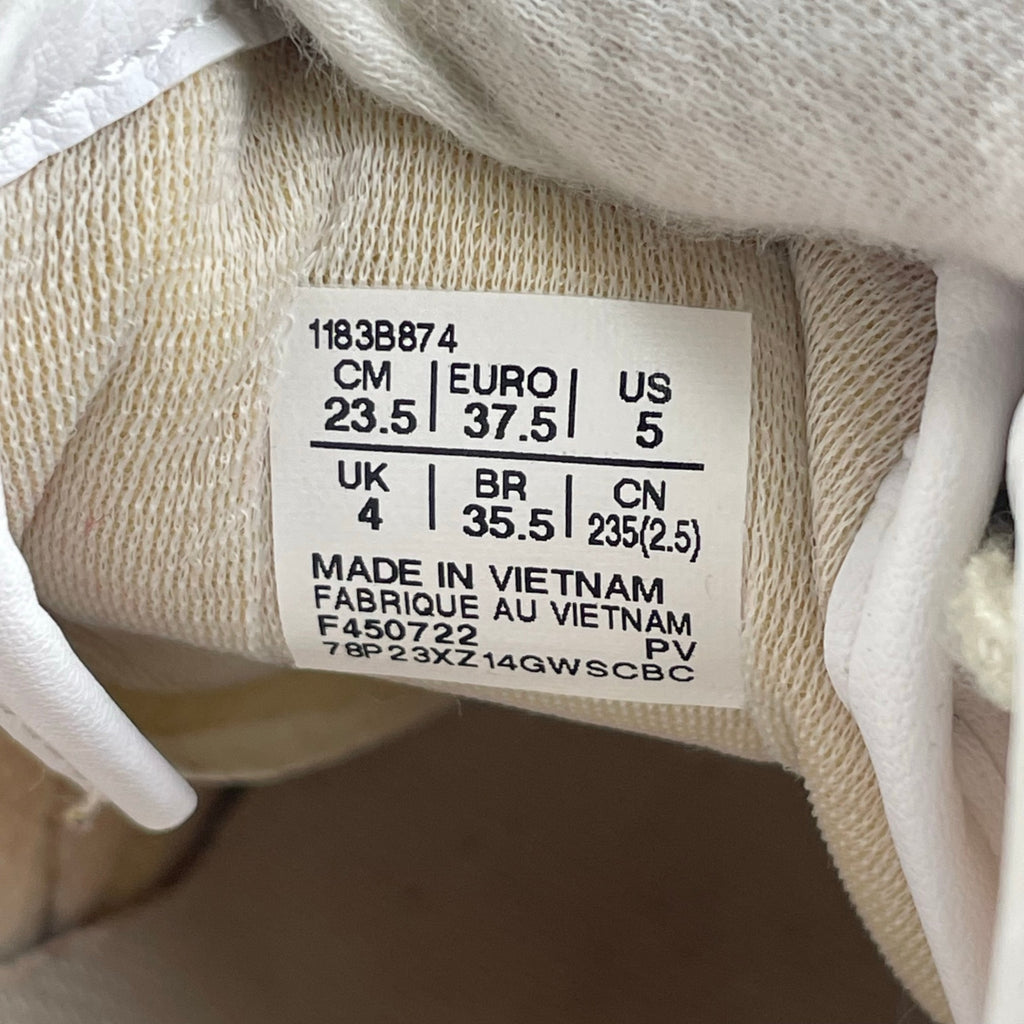 1183B874
CM | EURO | US
23.5 | 37.5 | 5
UK | BR | CN
4 | 35.5 | 235(2.5)
MADE IN VIETNAM
FABRIQUE AU VIETNAM
F450722 PV
78P23XZ14GWSCBC